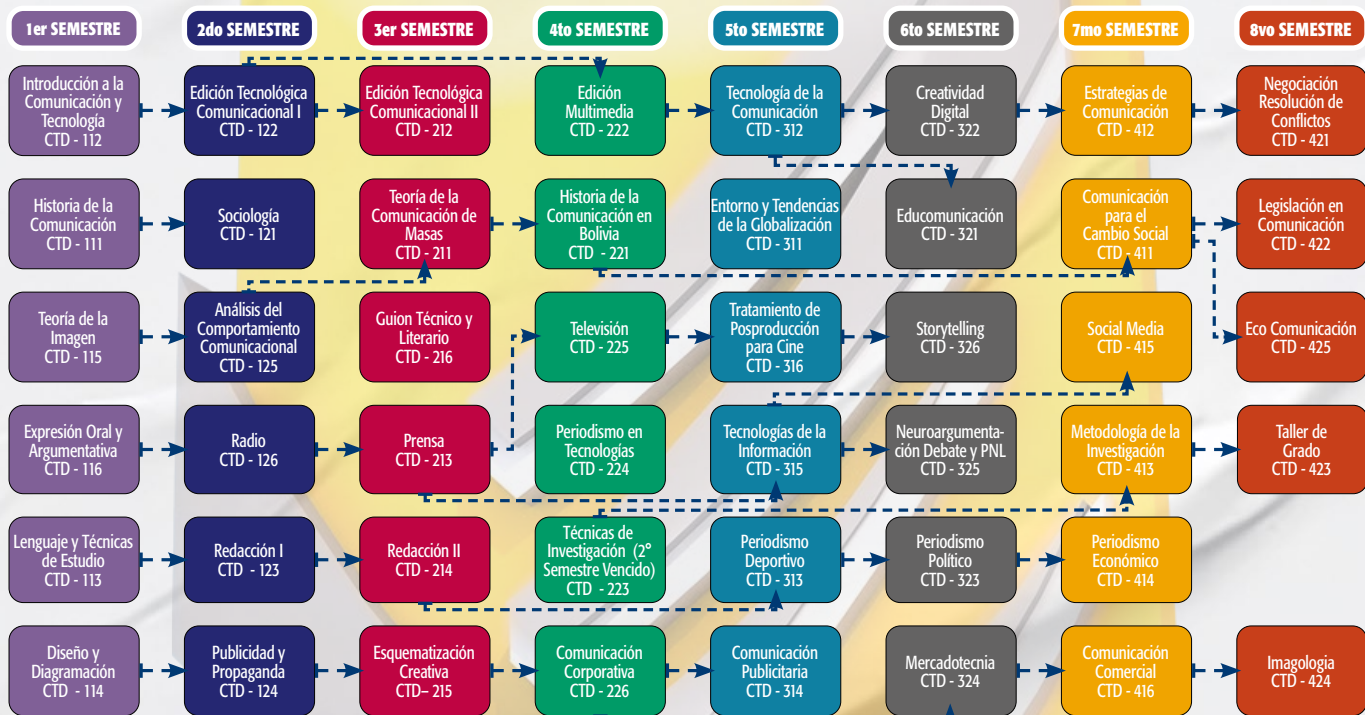 1er SEMESTRE
2do SEMESTRE
3er SEMESTRE
4to SEMESTRE
5to SEMESTRE
6to SEMESTRE
7mo SEMESTRE
8vo SEMESTRE
Introducción a la
Comunicación y
Tecnología
CTD - 112
Edición Tecnológica
Comunicacional I
CTD - 122
Edición Tecnológica
Comunicacional II
CTD - 212
Edición
Multimedia
CTD - 222
Tecnología de la
Comunicación
CTD - 312
Creatividad
Digital
CTD - 322
Estrategias de
Comunicación
CTD - 412
Negociación
Resolución de
Conflictos
CTD - 421
Historia de la
Comunicación
CTD - 111
Sociología
CTD - 121
Teoría de la
Comunicación de
Masas
CTD - 211
Historia de la
Comunicación en
Bolivia
CTD - 221
Entorno y Tendencias
de la Globalización
CTD - 311
Educomunicación
CTD - 321
Comunicación
para el
Cambio Social
CTD - 411
Legislación en
Comunicación
CTD - 422
Teoría de la
Imagen
CTD - 115
Análisis del
Comportamiento
Comunicacional
CTD - 125
Guion Técnico y
Literario
CTD - 216
Televisión
CTD - 225
Tratamiento de
Posproducción
para Cine
CTD - 316
Storytelling
CTD - 326
Social Media
CTD - 415
Eco Comunicación
CTD - 425
Expresión Oral y
Argumentativa
CTD - 116
Radio
CTD - 126
Prensa
CTD - 213
Periodismo en
Tecnologías
CTD - 224
Tecnologías de la
Información
CTD - 315
Neuroargumenta-
ción Debate y PNL
CTD - 325
Metodología de la
Investigación
CTD - 413
Taller de
Grado
CTD - 423
Lenguaje y Técnicas
de Estudio
CTD - 113
Redacción I
CTD - 123
Redacción II
CTD - 214
Técnicas de
Investigación (2º
Semestre Vencido)
CTD - 223
Periodismo
Deportivo
CTD - 313
Periodismo
Político
CTD - 323
Periodismo
Económico
CTD - 414
Diseño y
Diagramación
CTD - 114
Publicidad y
Propaganda
CTD - 124
Esquematización
Creativa
CTD– 215
Comunicación
Corporativa
CTD - 226
Comunicación
Publicitaria
CTD - 314
Mercadotecnia
CTD - 324
Comunicación
Comercial
CTD - 416
Imagologia
CTD - 424